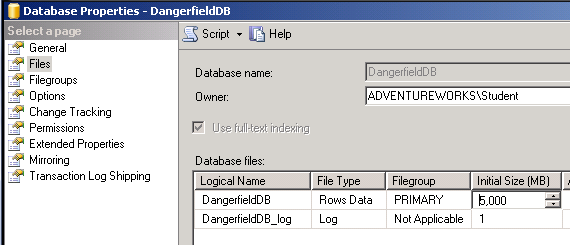 Database Properties - DangerfieldDB
Select a page
General
Files
Filegroups
Options
Change Tracking
Permissions
Extended Properties
Mirroring
Transaction Log Shipping
Script Help
Database name: DangerfieldDB
Owner: ADVENTUREWORKS\Student
Use full-text indexing
Database files:
Logical Name File Type Filegroup Initial Size (MB) A
DangerfieldDB Rows Data PRIMARY 5,000
DangerfieldDB_log Log Not Applicable 1